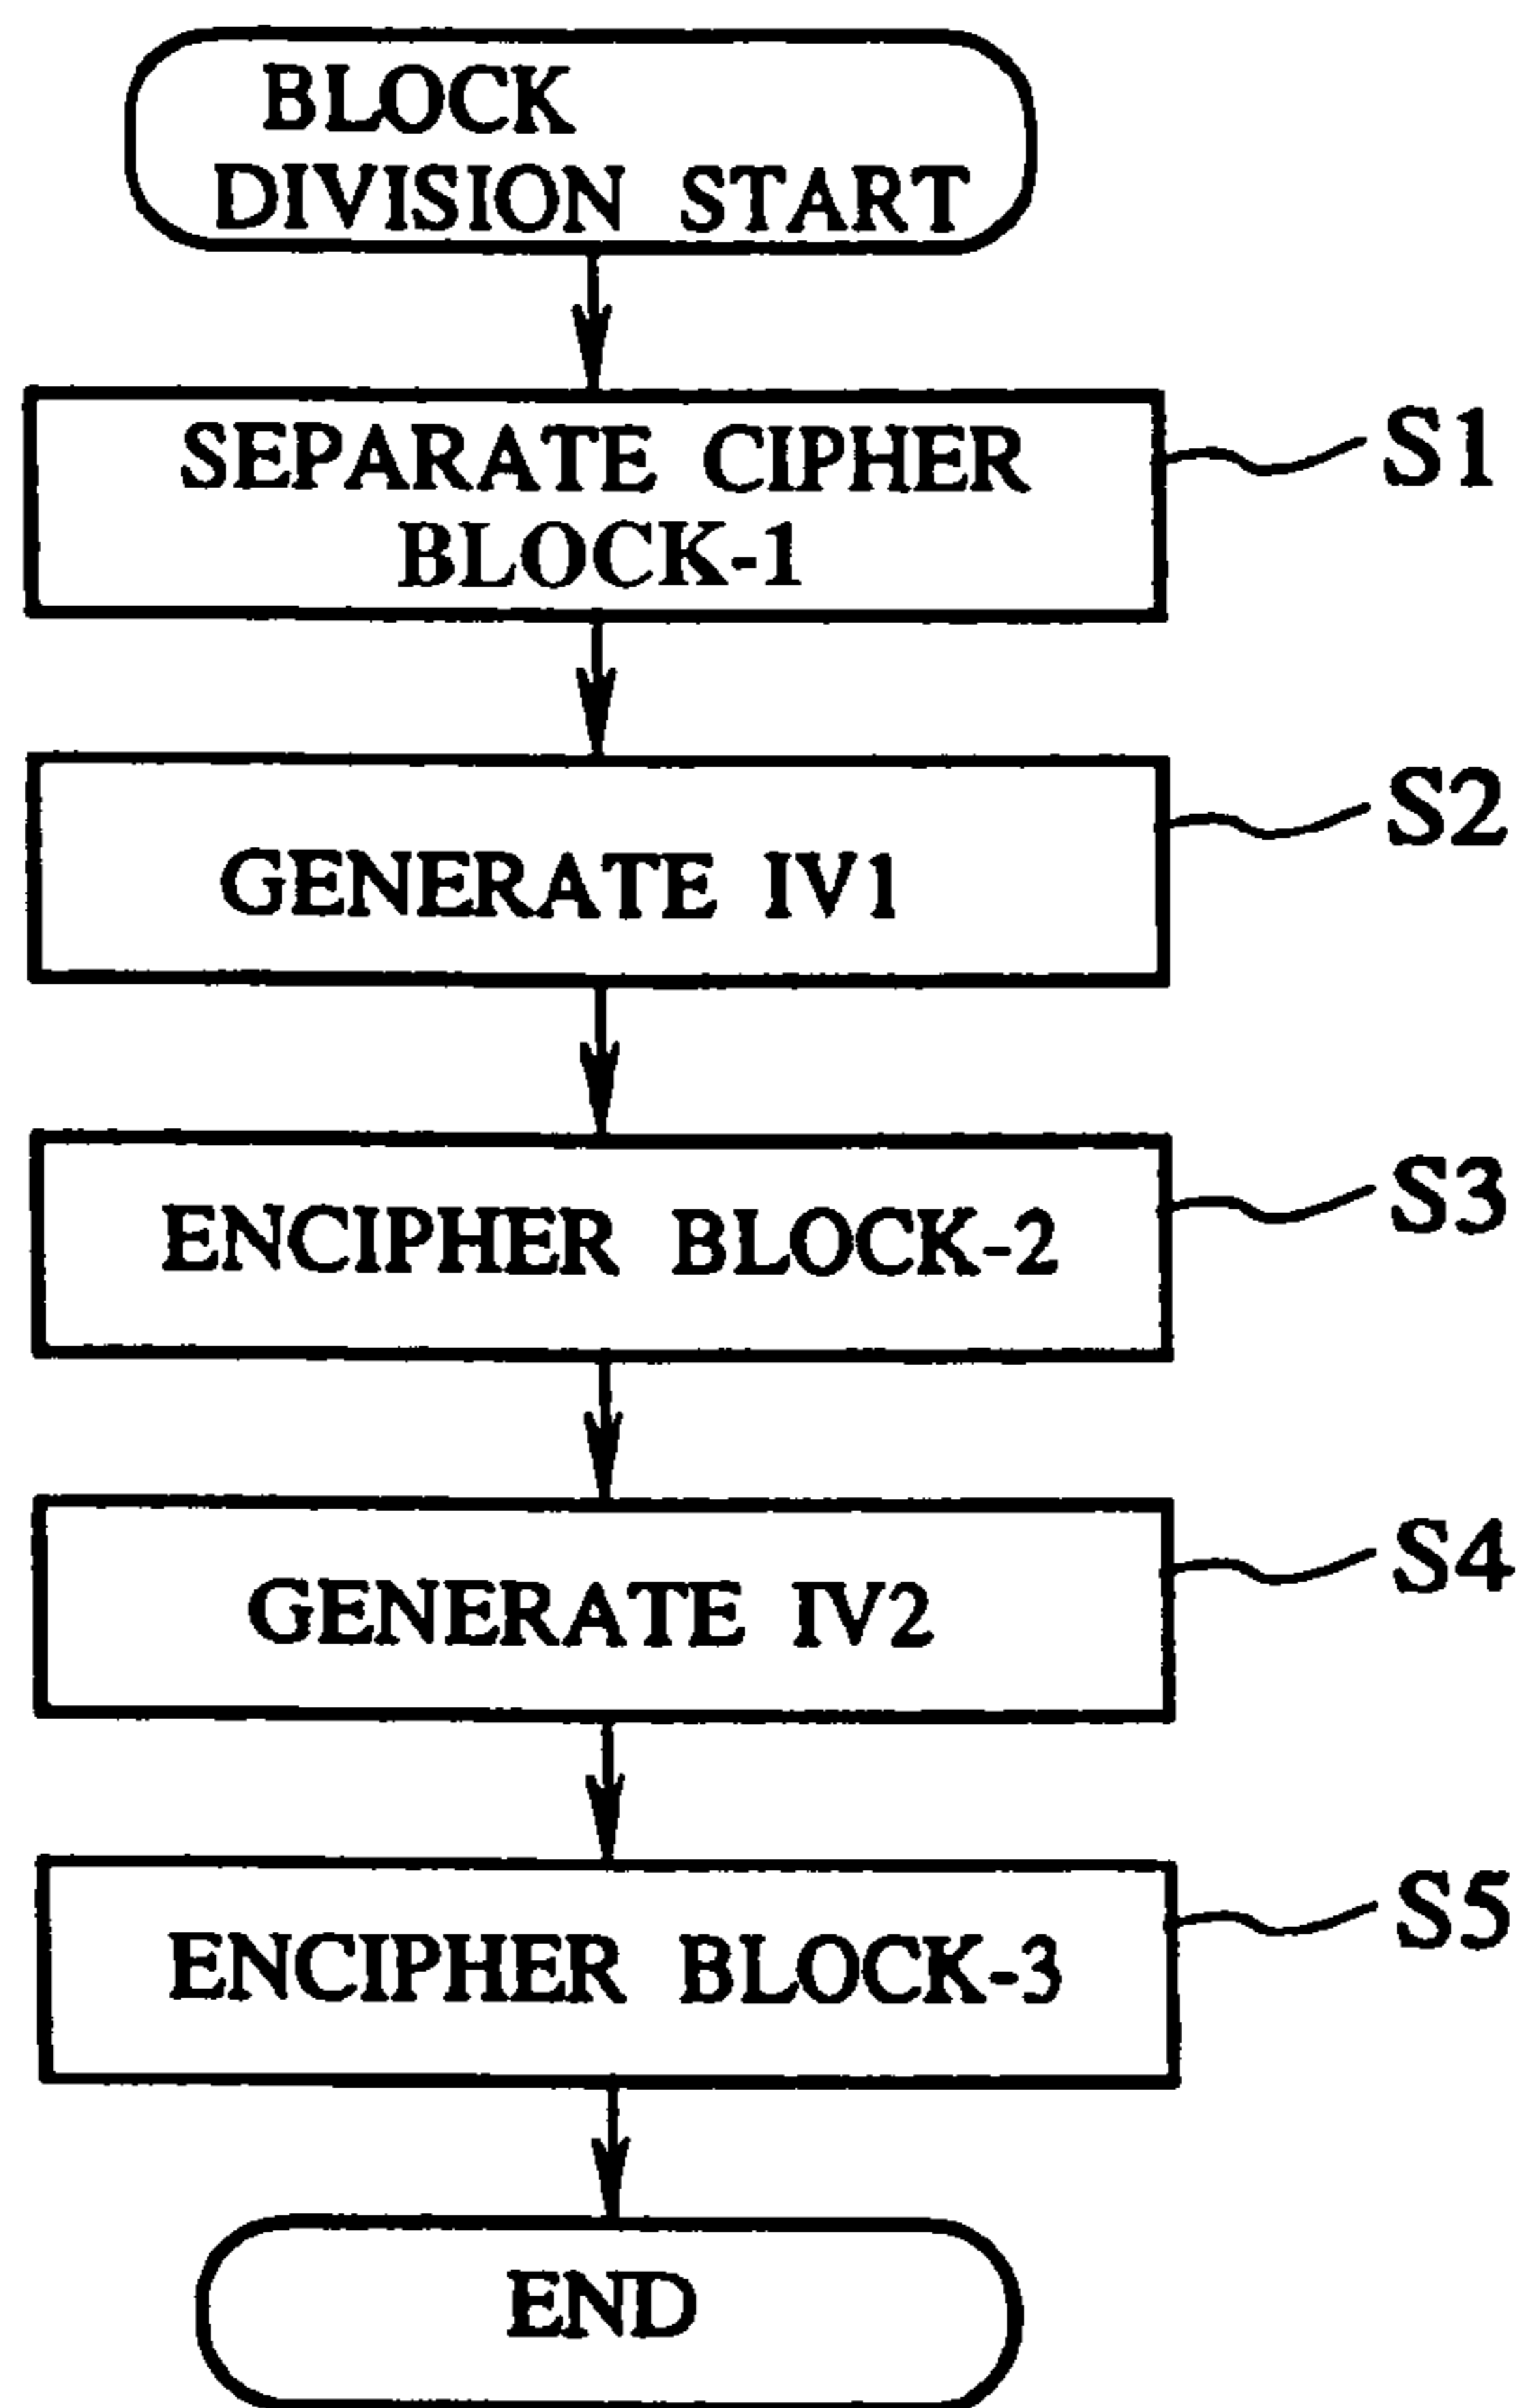 BLOCK
DIVISION START
SEPARATE CIPHER
BLOCK-1
S1
GENERATE IV1
S2
ENCIPHER BLOCK-2
S3
GENERATE IV2
S4
ENCIPHER BLOCK-3
S5
END